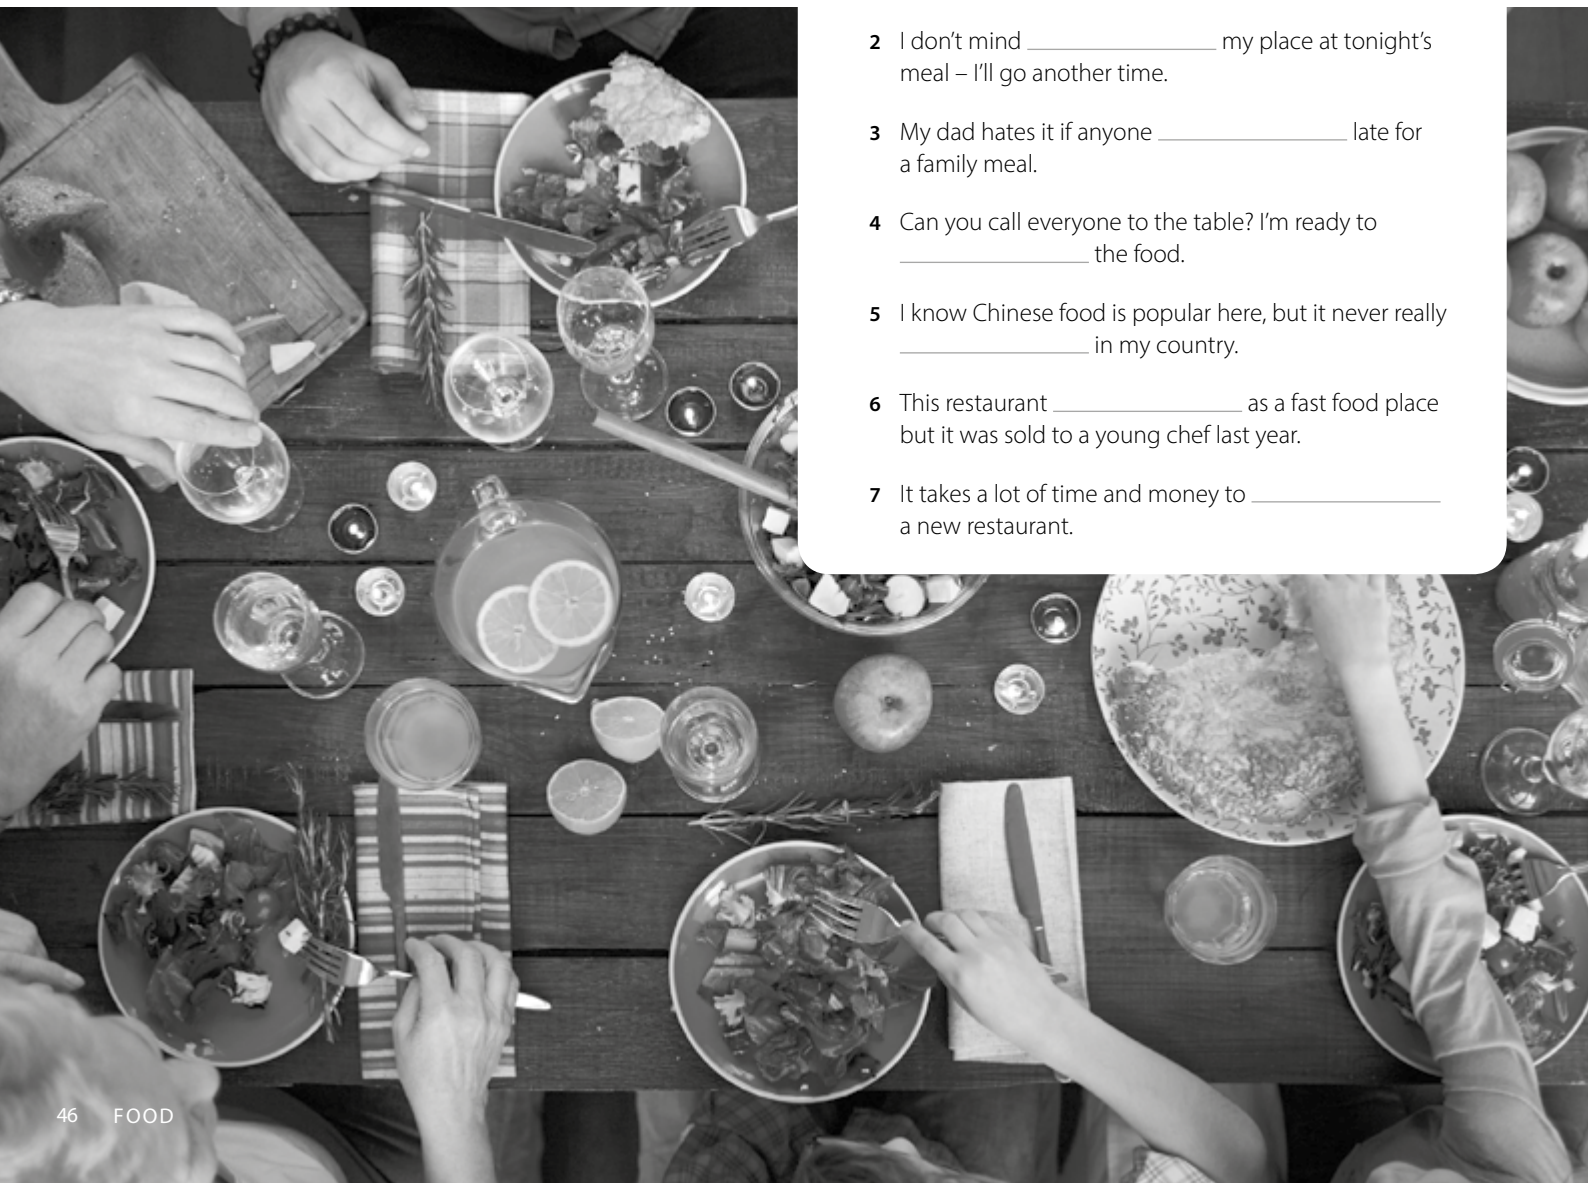 2 I don’t mind ______________ my place at tonight’s
meal – I’ll go another time.
3 My dad hates it if anyone ______________ late for
a family meal.
4 Can you call everyone to the table? I’m ready to
______________ the food.
5 I know Chinese food is popular here, but it never really
______________ in my country.
6 This restaurant ______________ as a fast food place
but it was sold to a young chef last year.
7 It takes a lot of time and money to ______________
a new restaurant.
46 FOOD